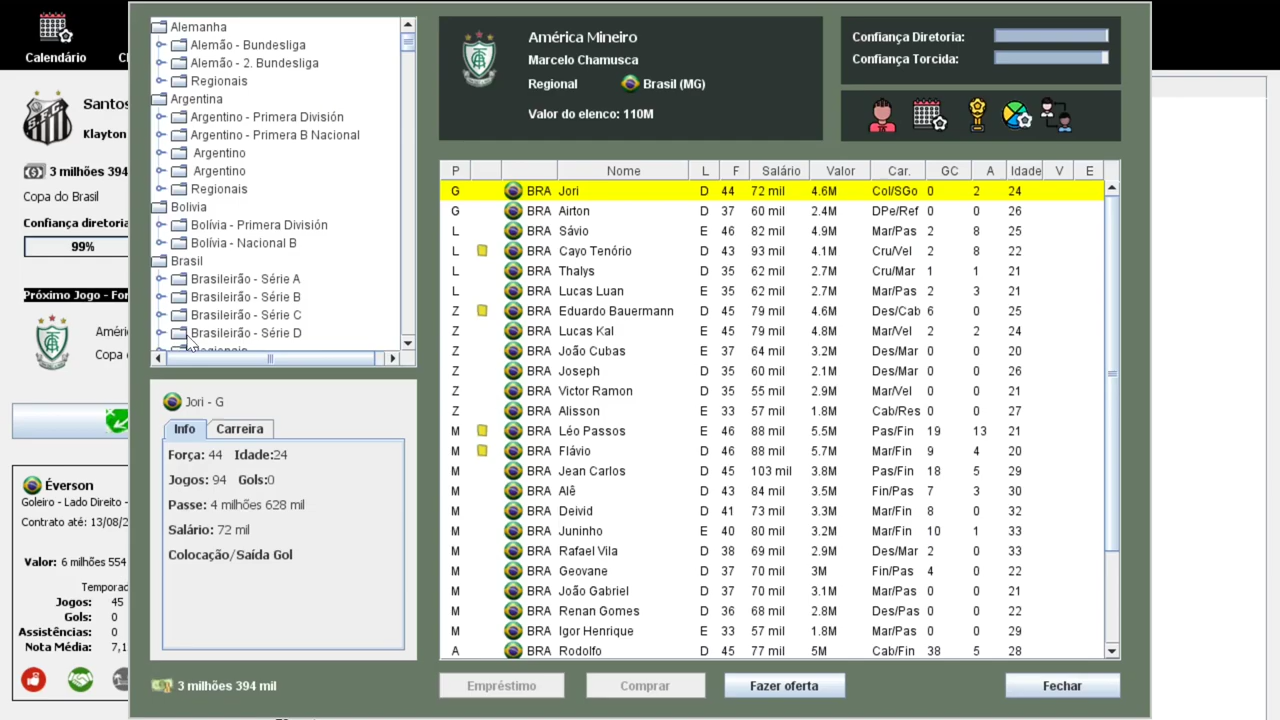 Calendário
Santos
Klayton
3 milhões 394
Copa do Brasil
Confiança diretoria
99%
Próximo Jogo - For
Améri
Copa d
Éverson
Goleiro - Lado Direito -
Contrato até: 13/08/2
Valor: 6 milhões 554
Temporad
Jogos: 45
Gols: 0
Assistências: 0
Nota Média: 7,1
Alemanha
Alemão - Bundesliga
Alemão - 2. Bundesliga
Regionais
Argentina
Argentino - Primera División
Argentino - Primera B Nacional
Argentino
Argentino
Regionais
Bolivia
Bolívia - Primera División
Bolívia - Nacional B
Brasil
Brasileirão - Série A
Brasileirão - Série B
Brasileirão - Série C
Brasileirão - Série D
Regionais
Jori - G
Info Carreira
Força: 44 Idade:24
Jogos: 94 Gols:0
Passe: 4 milhões 628 mil
Salário: 72 mil
Colocação/Saída Gol
3 milhões 394 mil
América Mineiro
Marcelo Chamusca
Regional Brasil (MG)
Valor do elenco: 110M
Confiança Diretoria:
Confiança Torcida:
P Nome L F Salário Valor Car. GC A Idade V E
G BRA Jori D 44 72 mil 4.6M Col/SGo 0 2 24
G BRA Airton D 37 60 mil 2.4M DPe/Ref 0 0 26
L BRA Sávio E 46 82 mil 4.9M Mar/Pas 2 8 25
L BRA Cayo Tenório D 43 93 mil 4.1M Cru/Vel 2 8 22
L BRA Thalys D 35 62 mil 2.7M Cru/Mar 1 1 21
L BRA Lucas Luan E 35 62 mil 2.7M Mar/Pas 2 3 21
Z BRA Eduardo Bauermann D 45 79 mil 4.6M Des/Cab 6 0 25
Z BRA Lucas Kal E 45 79 mil 4.8M Mar/Vel 2 2 24
Z BRA João Cubas E 37 64 mil 3.2M Des/Mar 0 0 20
Z BRA Joseph D 35 60 mil 2.1M Des/Mar 0 0 26
Z BRA Victor Ramon D 35 55 mil 2.9M Mar/Vel 0 0 21
Z BRA Alisson E 33 57 mil 1.8M Cab/Res 0 0 27
M BRA Léo Passos E 46 88 mil 5.5M Pas/Fin 19 13 21
M BRA Flávio D 46 88 mil 5.7M Mar/Fin 9 4 20
M BRA Jean Carlos D 45 103 mil 3.8M Pas/Fin 18 5 29
M BRA Alê D 43 84 mil 3.5M Fin/Pas 7 3 30
M BRA Deivid D 41 73 mil 3.3M Mar/Fin 8 0 32
M BRA Juninho E 40 80 mil 3.2M Mar/Fin 10 1 33
M BRA Rafael Vila D 38 69 mil 2.9M Des/Mar 2 0 33
M BRA Geovane D 37 70 mil 3M Mar/Fin 4 0 22
M BRA João Gabriel D 37 70 mil 3.1M Mar/Pas 0 0 21
M BRA Renan Gomes D 36 68 mil 2.8M Des/Pas 0 0 22
M BRA Igor Henrique E 33 57 mil 1.8M Mar/Pas 0 0 29
A BRA Rodolfo D 45 77 mil 5M Cab/Fin 38 5 28
Empréstimo Comprar Fazer oferta Fechar